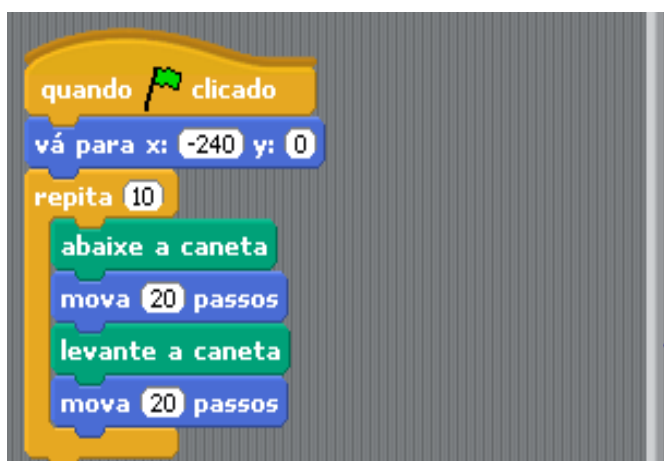 quando clicado
vá para x: -240 y: 0
repita 10
abaixe a caneta
mova 20 passos
levante a caneta
mova 20 passos